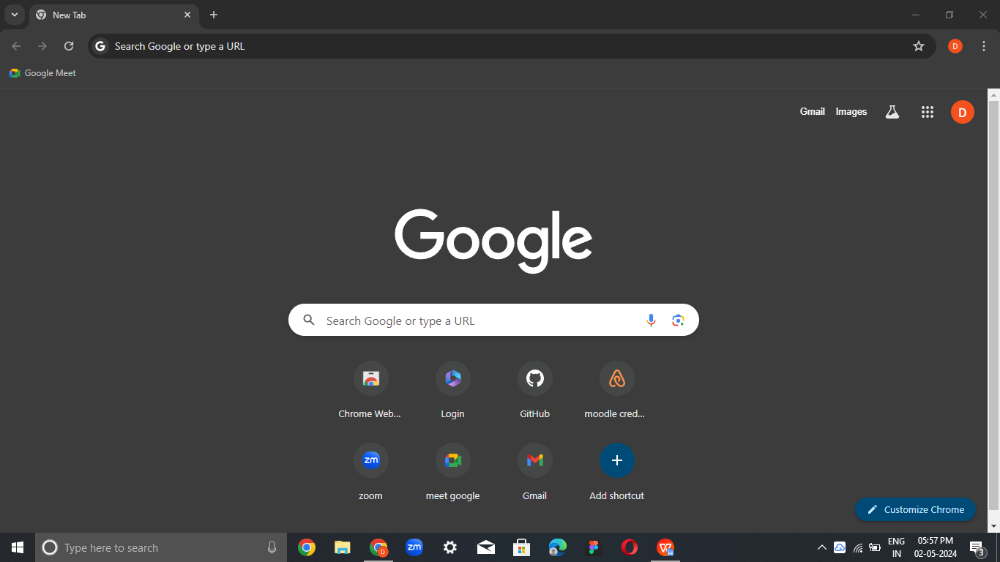 New Tab
Search Google or type a URL
D
Google Meet
Gmail Images
D
Google
Search Google or type a URL
Chrome Web... Login GitHub moodle cred...
zm
zoom meet google Gmail Add shortcut
Customize Chrome
Type here to search
D
zm
ENG
IN
05:57 PM
02-05-2024
3